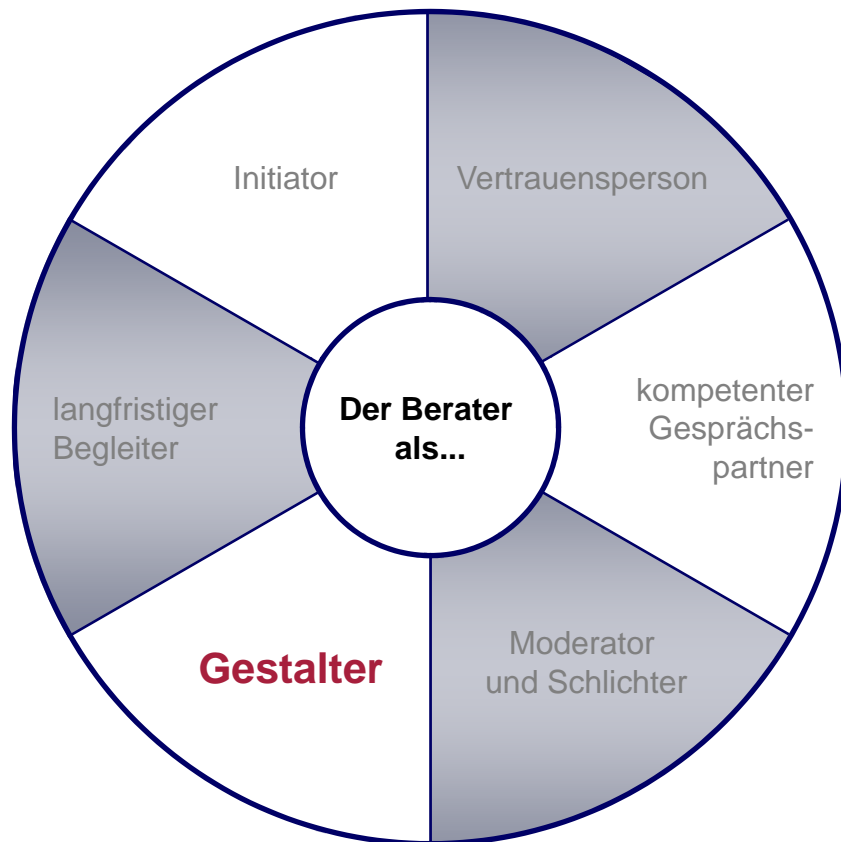 Initiator
Vertrauensperson
kompetenter
Gesprächs-
partner
langfristiger
Begleiter
Der Berater
als...
Gestalter
Moderator
und Schlichter